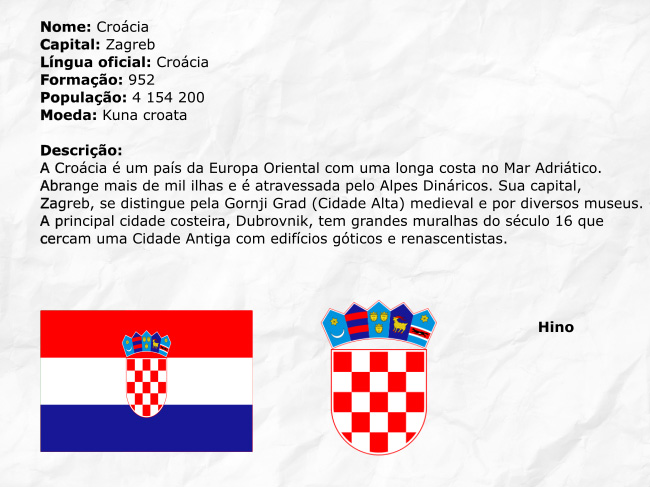 Nome: Croácia
Capital: Zagreb
Língua oficial: Croácia
Formação: 952
População: 4 154 200
Moeda: Kuna croata
Descrição:
A Croácia é um país da Europa Oriental com uma longa costa no Mar Adriático.
Abrange mais de mil ilhas e é atravessada pelo Alpes Dináricos. Sua capital,
Zagreb, se distingue pela Gornji Grad (Cidade Alta) medieval e por diversos museus.
A principal cidade costeira, Dubrovnik, tem grandes muralhas do século 16 que
cercam uma Cidade Antiga com edifícios góticos e renascentistas.
Hino